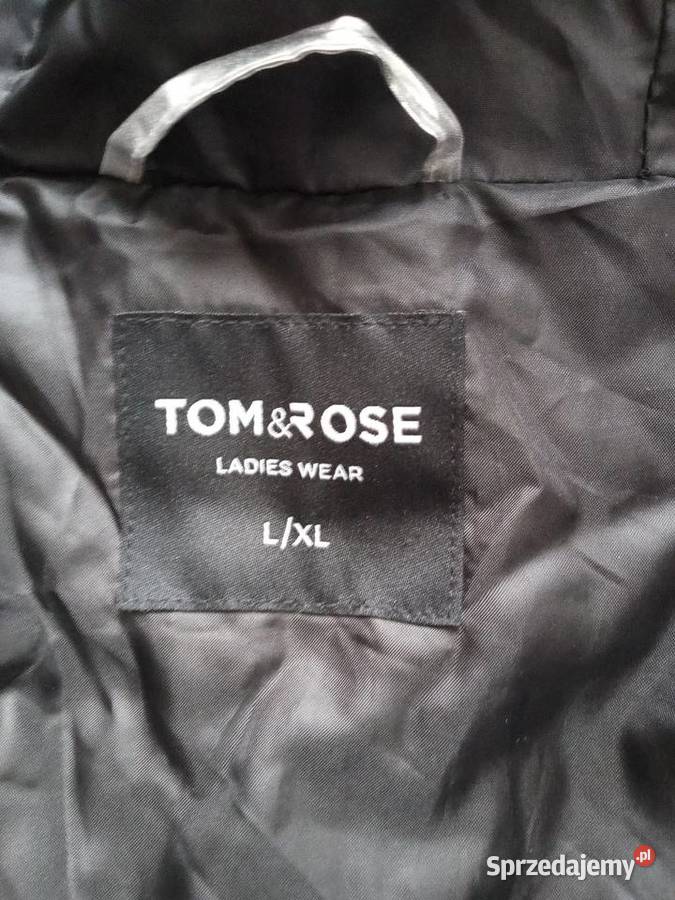 TOM&ROSE
LADIES WEAR
L/XL
Sprzedajemy.pl